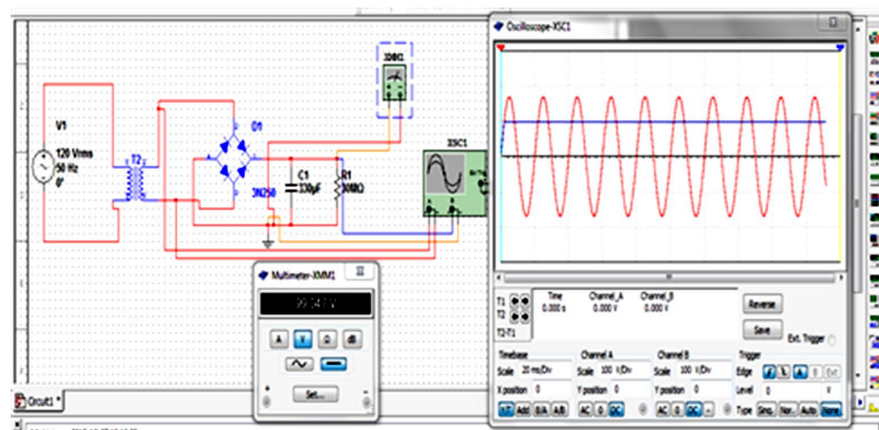 Oscilloscope-XSC1
XMM1
V1
120 Vrms
50 Hz
0°
T2
D1
3N250
C1
330µF
R1
XSC1
Multimeter-XMM1
A V Ω dB
Set...
T1
T2
T2-T1
Time Channel_A Channel_B
0.000 s 0.000 V 0.000 V
Reverse
Save
Ext. Trigger
Timebase Channel A Channel B Trigger
Scale 20 ms/Div Scale 100 V/Div Scale 100 V/Div Edge A B Ext
X position 0 Y position 0 Y position 0 Level 0 V
Y/T Add B/A A/B AC 0 DC AC 0 DC - Type Sing. Nor. Auto None
Circuit1 *